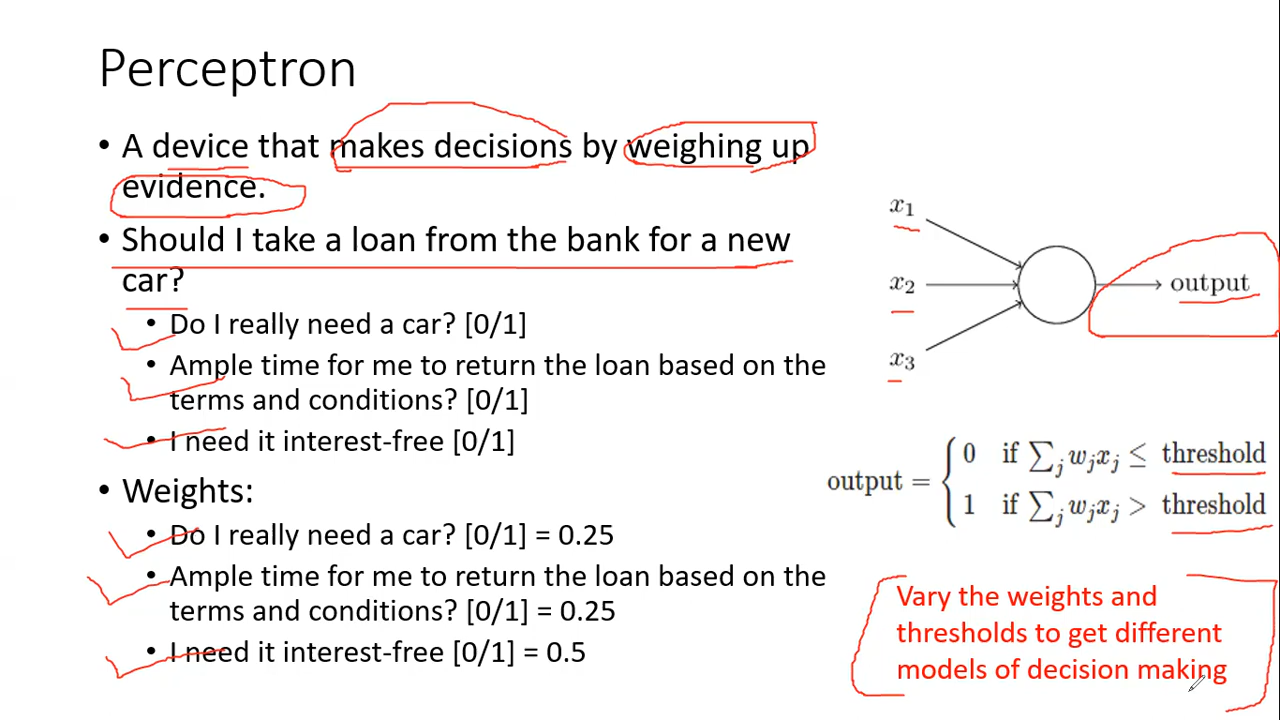 Perceptron
• A device that makes decisions by weighing up
evidence.
• Should I take a loan from the bank for a new
car?
• Do I really need a car? [0/1]
• Ample time for me to return the loan based on the
terms and conditions? [0/1]
• I need it interest-free [0/1]
• Weights:
• Do I really need a car? [0/1] = 0.25
• Ample time for me to return the loan based on the
terms and conditions? [0/1] = 0.25
• I need it interest-free [0/1] = 0.5
x₁
x₂
output
x₃
output = { 0 if ∑ⱼ wⱼxⱼ ≤ threshold
1 if ∑ⱼ wⱼxⱼ > threshold
Vary the weights and
thresholds to get different
models of decision making